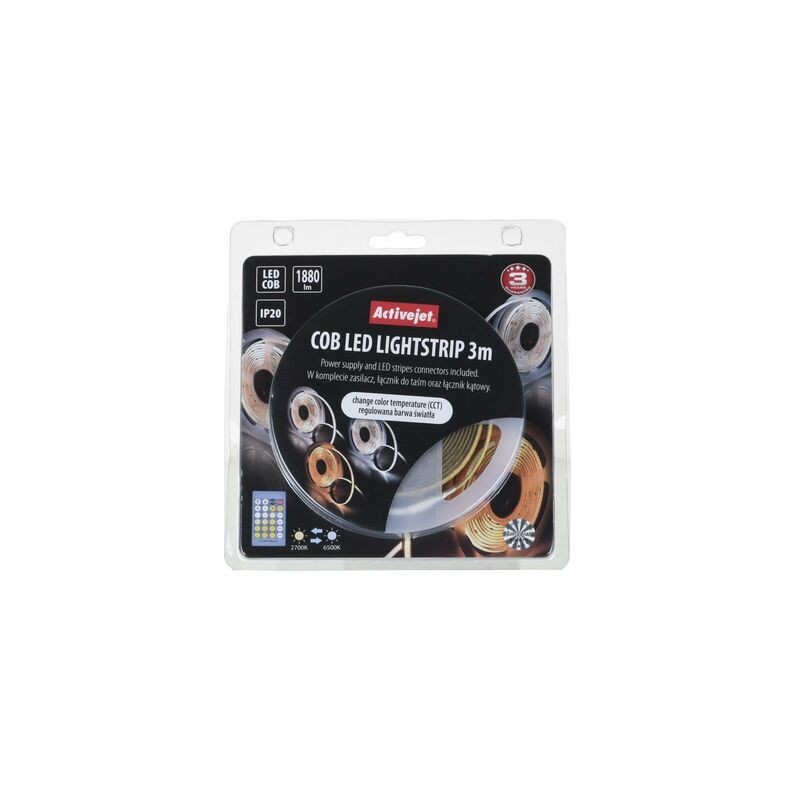 LED
COB
1880
lm
IP20
3
YEARS
Activejet®
COB LED LIGHTSTRIP 3m
Power supply and LED stripes connectors included.
W komplecie zasilacz, łącznik do taśm oraz łącznik kątowy.
change color temperature (CCT)
regulowana barwa światła
2700K
6500K